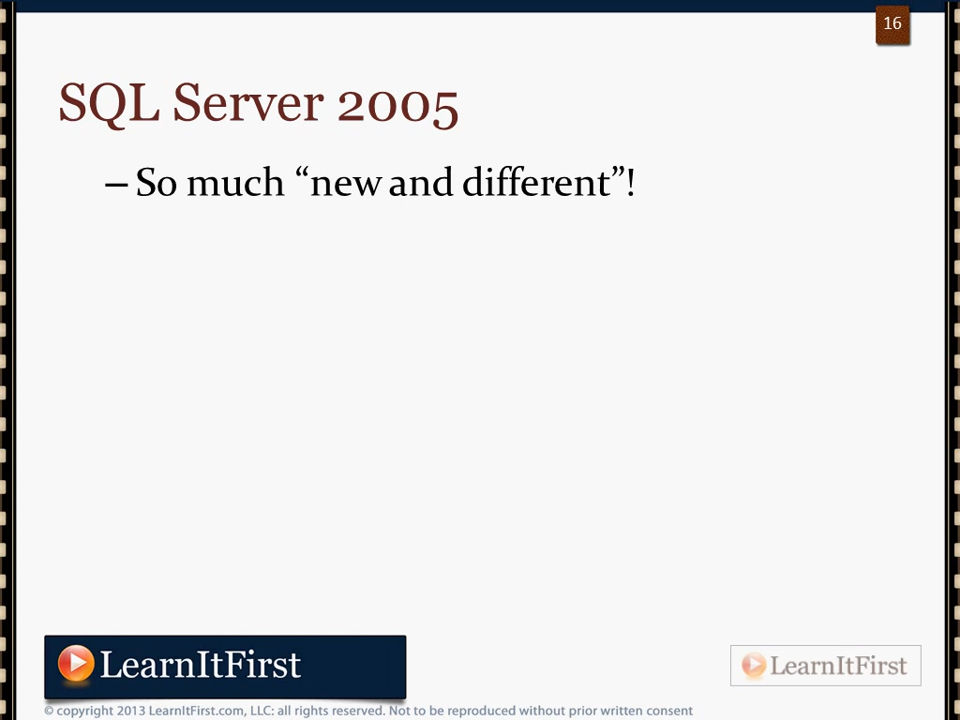 16
SQL Server 2005
– So much “new and different”!
LearnItFirst
LearnItFirst
© copyright 2013 LearnItFirst.com, LLC: all rights reserved. Not to be reproduced without prior written consent